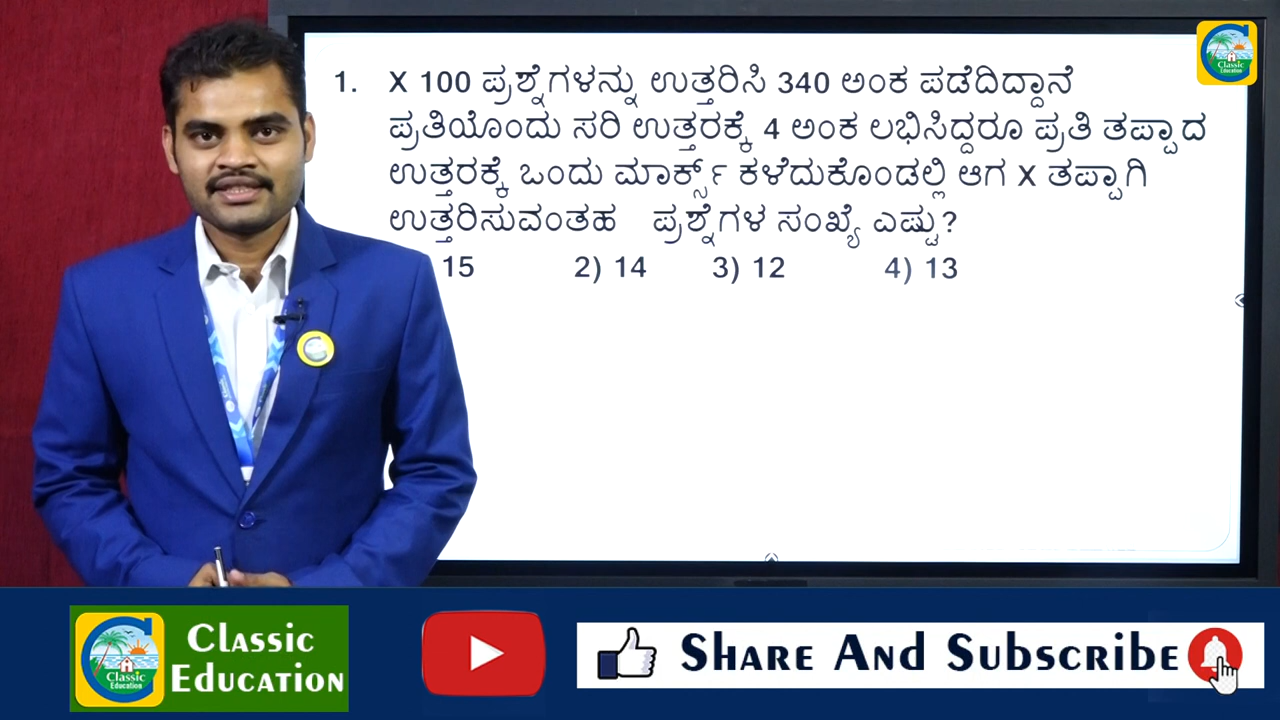 Classic
Education
1. X 100 ಪ್ರಶ್ನೆಗಳನ್ನು ಉತ್ತರಿಸಿ 340 ಅಂಕ ಪಡೆದಿದ್ದಾನೆ
ಪ್ರತಿಯೊಂದು ಸರಿ ಉತ್ತರಕ್ಕೆ 4 ಅಂಕ ಲಭಿಸಿದ್ದರೂ ಪ್ರತಿ ತಪ್ಪಾದ
ಉತ್ತರಕ್ಕೆ ಒಂದು ಮಾರ್ಕ್ಸ್ ಕಳೆದುಕೊಂಡಲ್ಲಿ ಆಗ X ತಪ್ಪಾಗಿ
ಉತ್ತರಿಸುವಂತಹ ಪ್ರಶ್ನೆಗಳ ಸಂಖ್ಯೆ ಎಷ್ಟು?
15 2) 14 3) 12 4) 13
Classic
Education
Classic
Education
Share And Subscribe